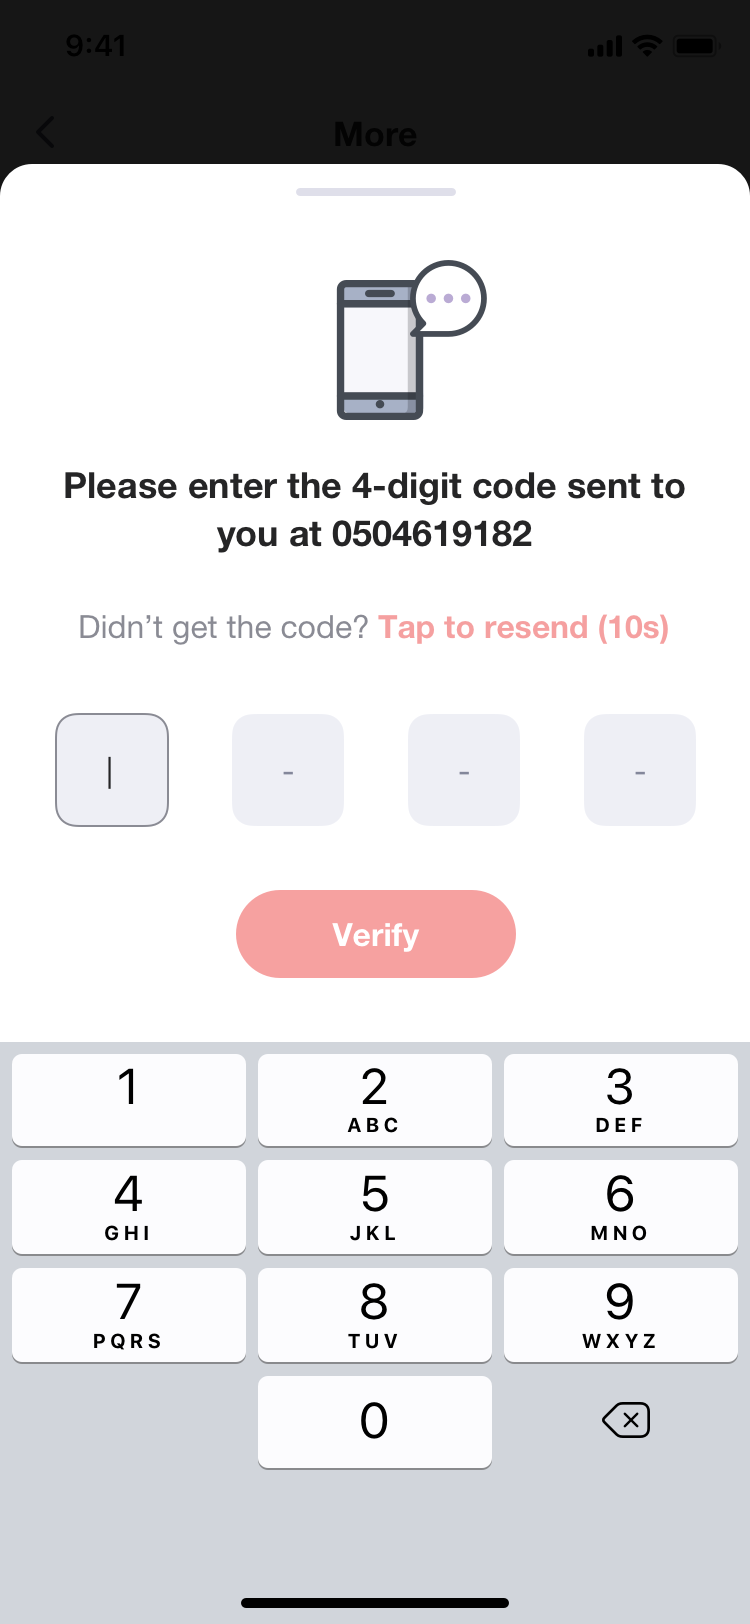 9:41
More
Please enter the 4-digit code sent to
you at 0504619182
Didn’t get the code? Tap to resend (10s)
- - -
Verify
1 2 3
ABC DEF
4 5 6
GHI JKL MNO
7 8 9
PQRS TUV WXYZ
0